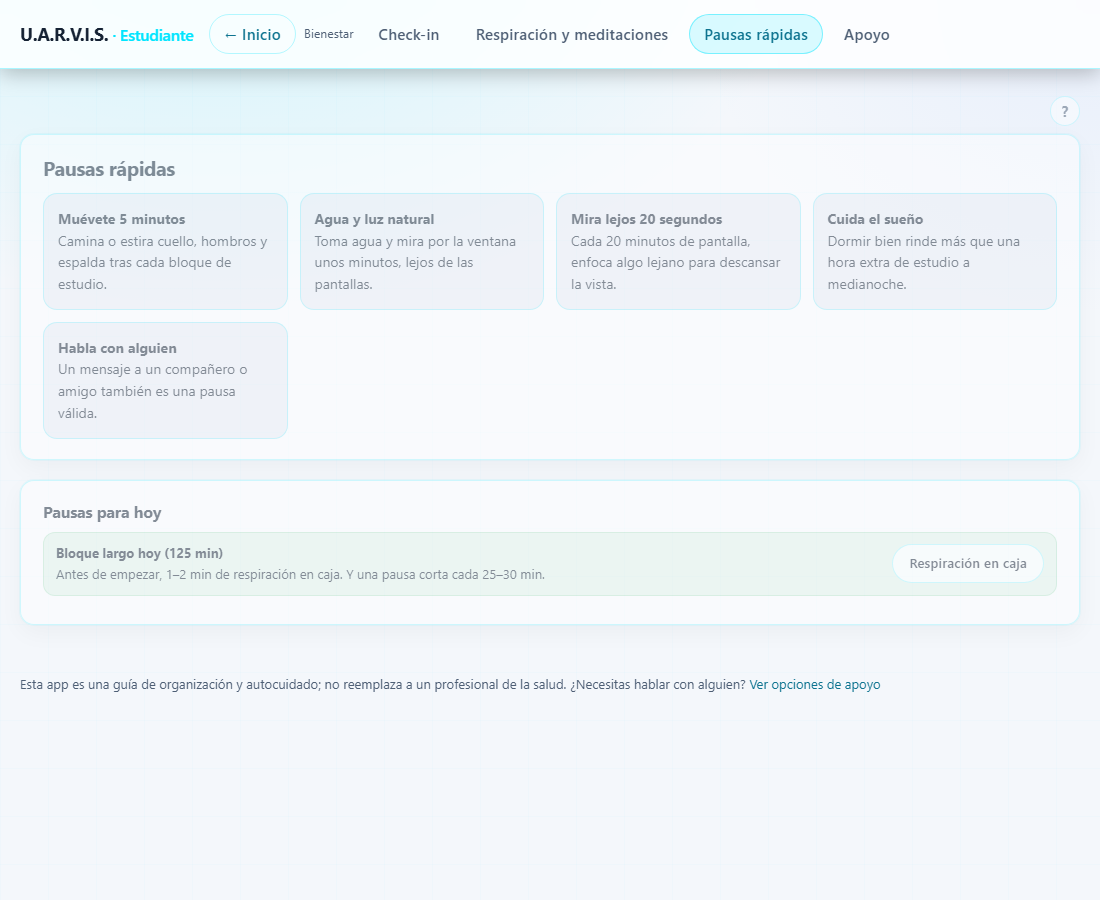 U.A.R.V.I.S. · Estudiante ← Inicio Bienestar Check-in Respiración y meditaciones Pausas rápidas Apoyo
?
Pausas rápidas
Muévete 5 minutos
Camina o estira cuello, hombros y
espalda tras cada bloque de
estudio.
Agua y luz natural
Toma agua y mira por la ventana
unos minutos, lejos de las
pantallas.
Mira lejos 20 segundos
Cada 20 minutos de pantalla,
enfoca algo lejano para descansar
la vista.
Cuida el sueño
Dormir bien rinde más que una
hora extra de estudio a
medianoche.
Habla con alguien
Un mensaje a un compañero o
amigo también es una pausa
válida.
Pausas para hoy
Bloque largo hoy (125 min)
Antes de empezar, 1–2 min de respiración en caja. Y una pausa corta cada 25–30 min.
Respiración en caja
Esta app es una guía de organización y autocuidado; no reemplaza a un profesional de la salud. ¿Necesitas hablar con alguien? Ver opciones de apoyo